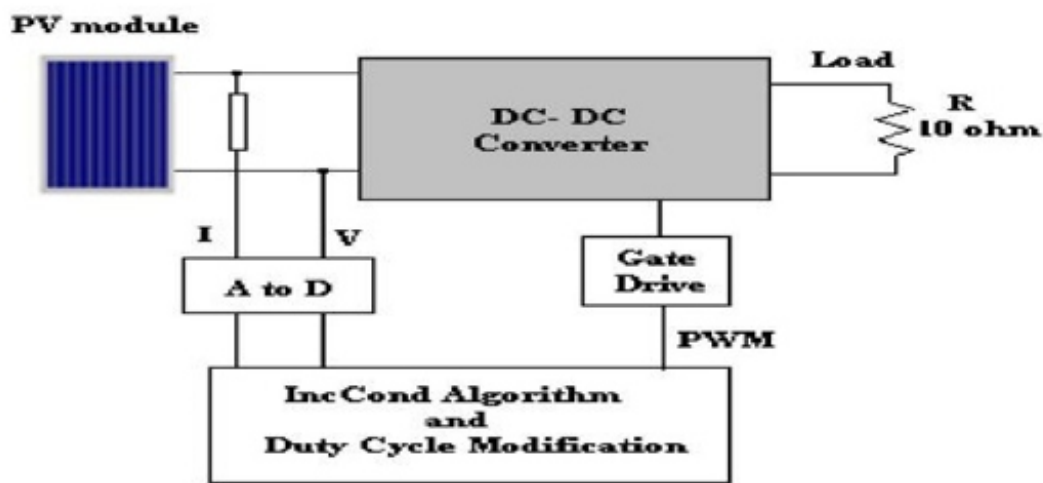 PV module
Load
R
10 ohm
DC- DC
Converter
I
V
A to D
Gate
Drive
PWM
IncCond Algorithm
and
Duty Cycle Modification